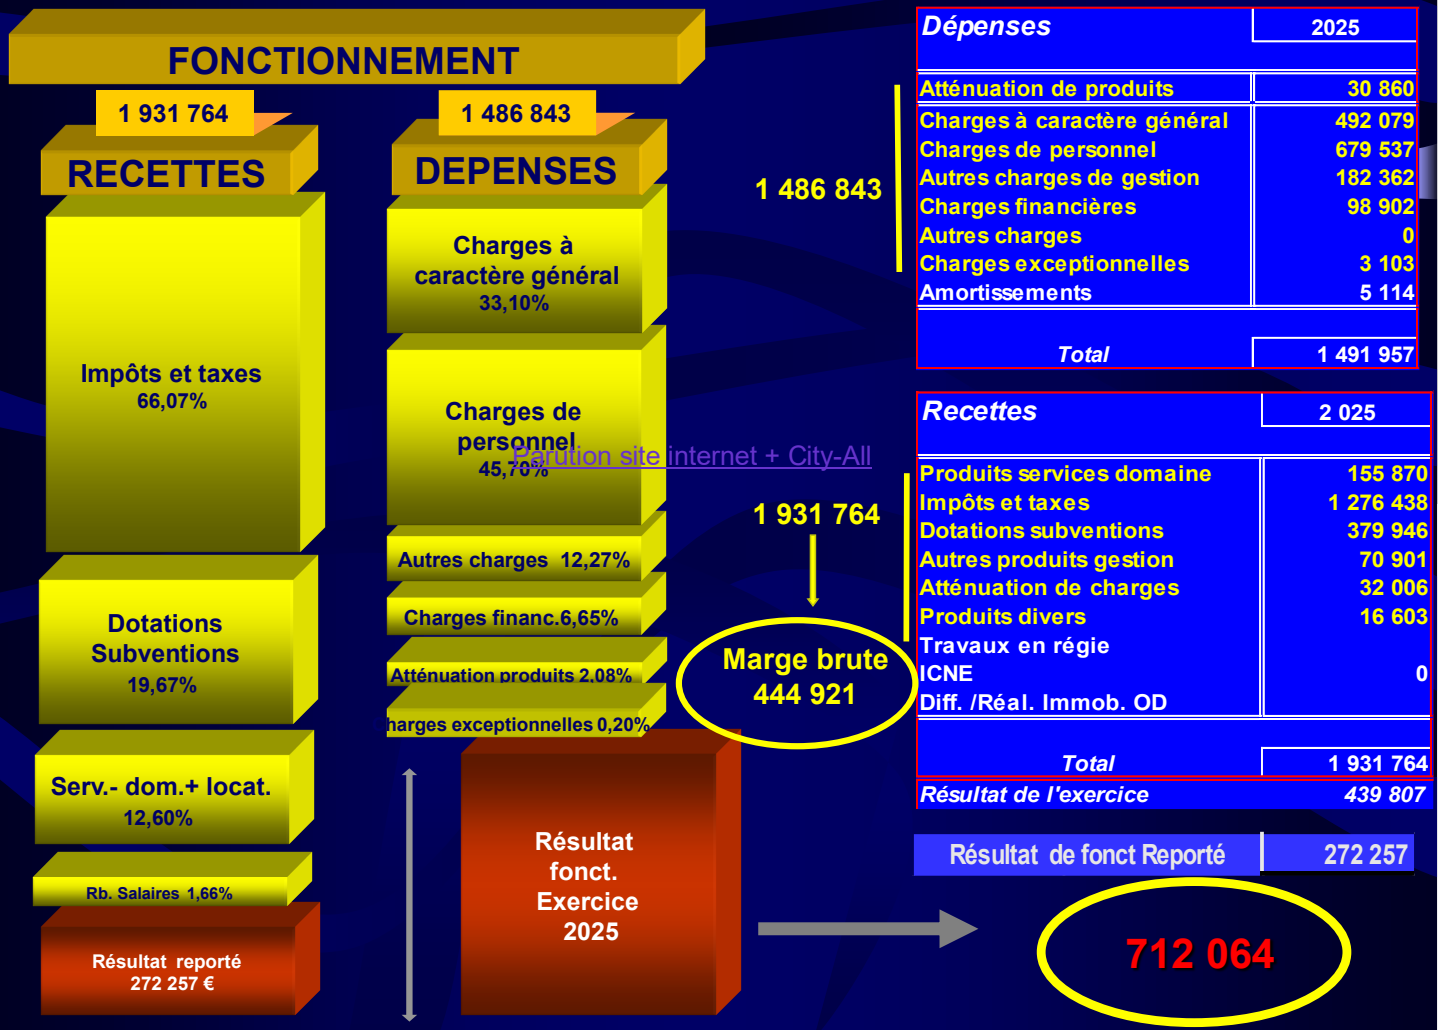 FONCTIONNEMENT
1 931 764
RECETTES
Impôts et taxes
66,07%
Dotations
Subventions
19,67%
Serv.- dom.+ locat.
12,60%
Rb. Salaires 1,66%
Résultat reporté
272 257 €
1 486 843
DEPENSES
Charges à
caractère général
33,10%
Charges de
personnel
45,70%
Parution site internet + City-All
Autres charges 12,27%
Charges financ.6,65%
Atténuation produits 2,08%
harges exceptionnelles 0,20%
Résultat
fonct.
Exercice
2025
1 486 843
1 931 764
Marge brute
444 921
Dépenses 2025
Atténuation de produits 30 860
Charges à caractère général 492 079
Charges de personnel 679 537
Autres charges de gestion 182 362
Charges financières 98 902
Autres charges 0
Charges exceptionnelles 3 103
Amortissements 5 114
Total 1 491 957
Recettes 2 025
Produits services domaine 155 870
Impôts et taxes 1 276 438
Dotations subventions 379 946
Autres produits gestion 70 901
Atténuation de charges 32 006
Produits divers 16 603
Travaux en régie
ICNE 0
Diff. /Réal. Immob. OD
Total 1 931 764
Résultat de l'exercice 439 807
Résultat de fonct Reporté 272 257
712 064